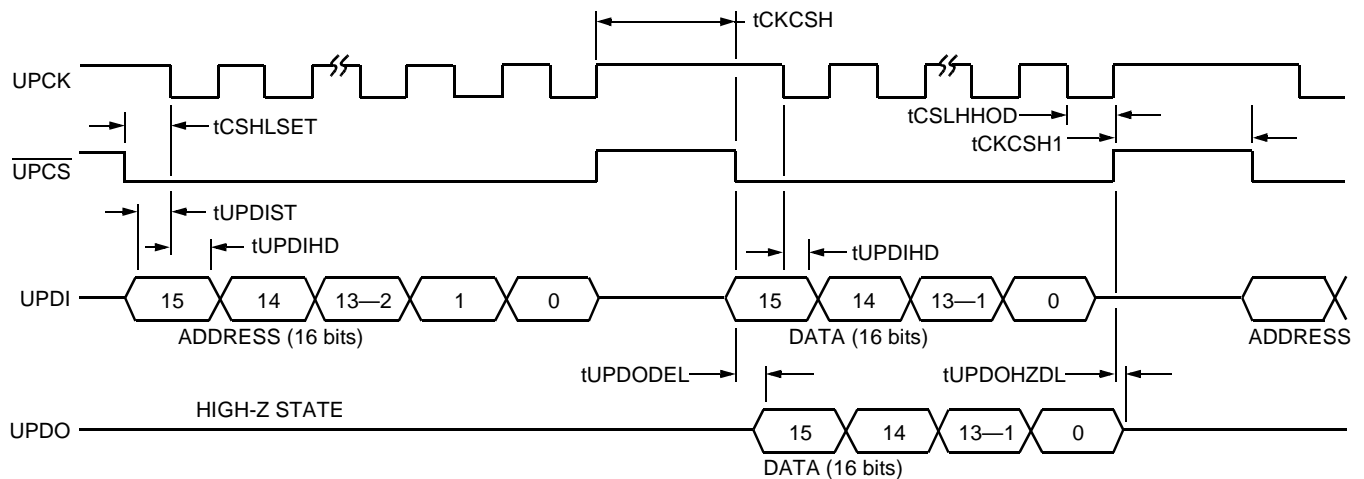 tCKCSH
UPCK
tCSHLSET
tCSLHHOD
tCKCSH1
UPCS
tUPDIST
tUPDIHD
tUPDIHD
UPDI
15
14
13—2
1
0
15
14
13—1
0
ADDRESS (16 bits)
DATA (16 bits)
ADDRESS
tUPDODEL
tUPDOHZDL
HIGH-Z STATE
UPDO
15
14
13—1
0
DATA (16 bits)